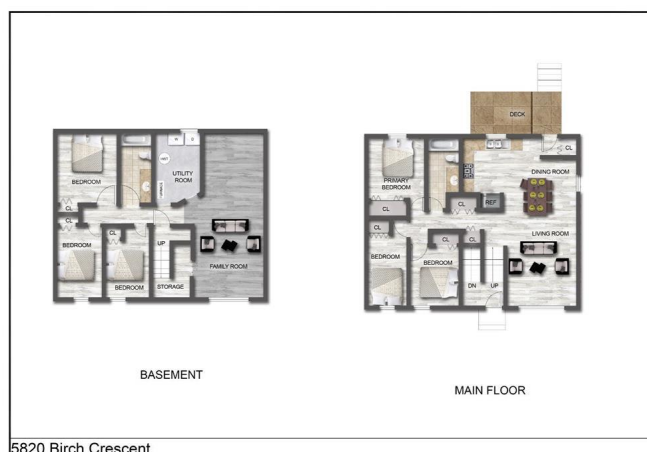 BEDROOM
UTILITY
ROOM
CL
CL
BEDROOM
CL
BEDROOM
UP
STORAGE
FAMILY ROOM
BASEMENT
DECK
CL
PRIMARY
BEDROOM
DINING ROOM
CL
CL
REF
CL
LIVING ROOM
CL
CL
BEDROOM
BEDROOM
DN
UP
MAIN FLOOR
5820 Birch Crescent